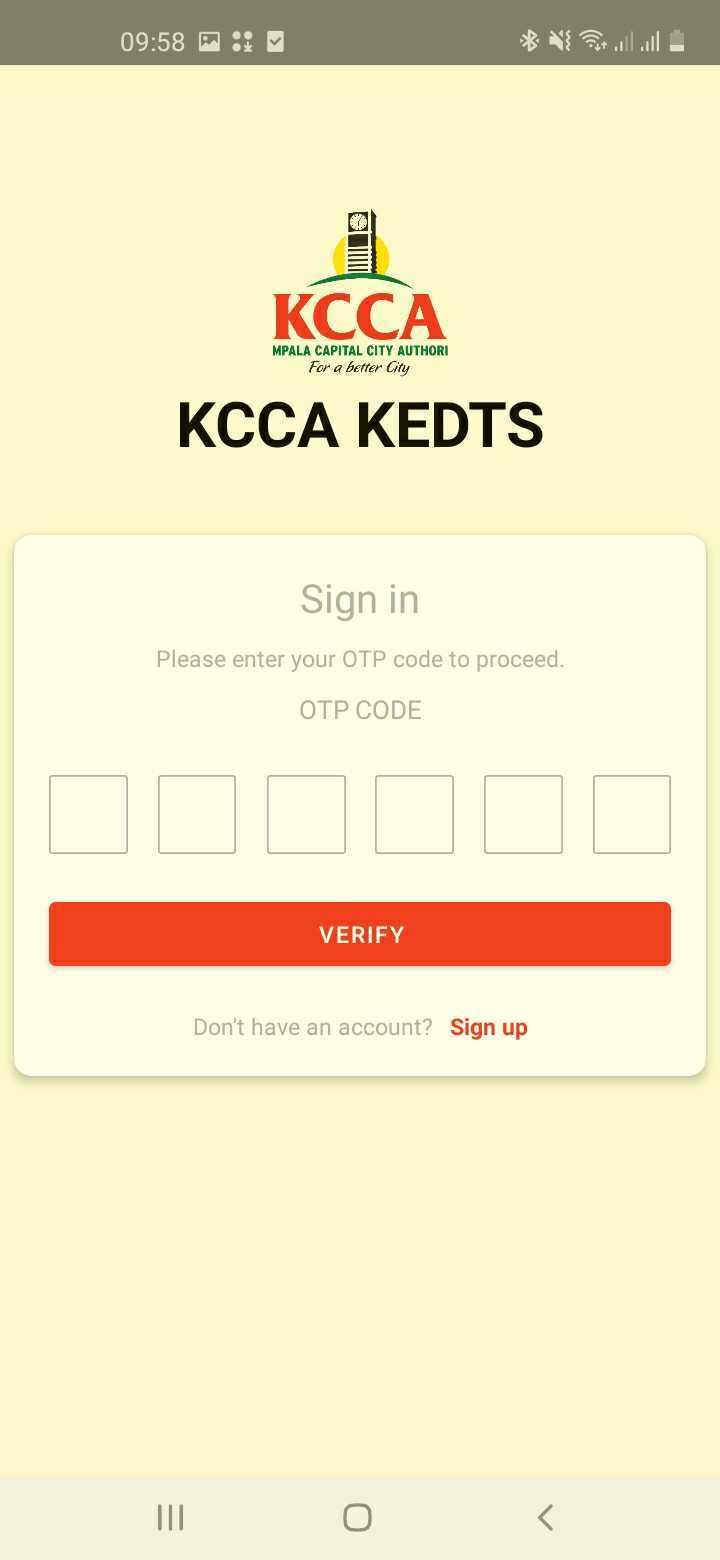 09:58
KCCA
MPALA CAPITAL CITY AUTHORI
For a better City
KCCA KEDTS
Sign in
Please enter your OTP code to proceed.
OTP CODE
VERIFY
Don't have an account? Sign up